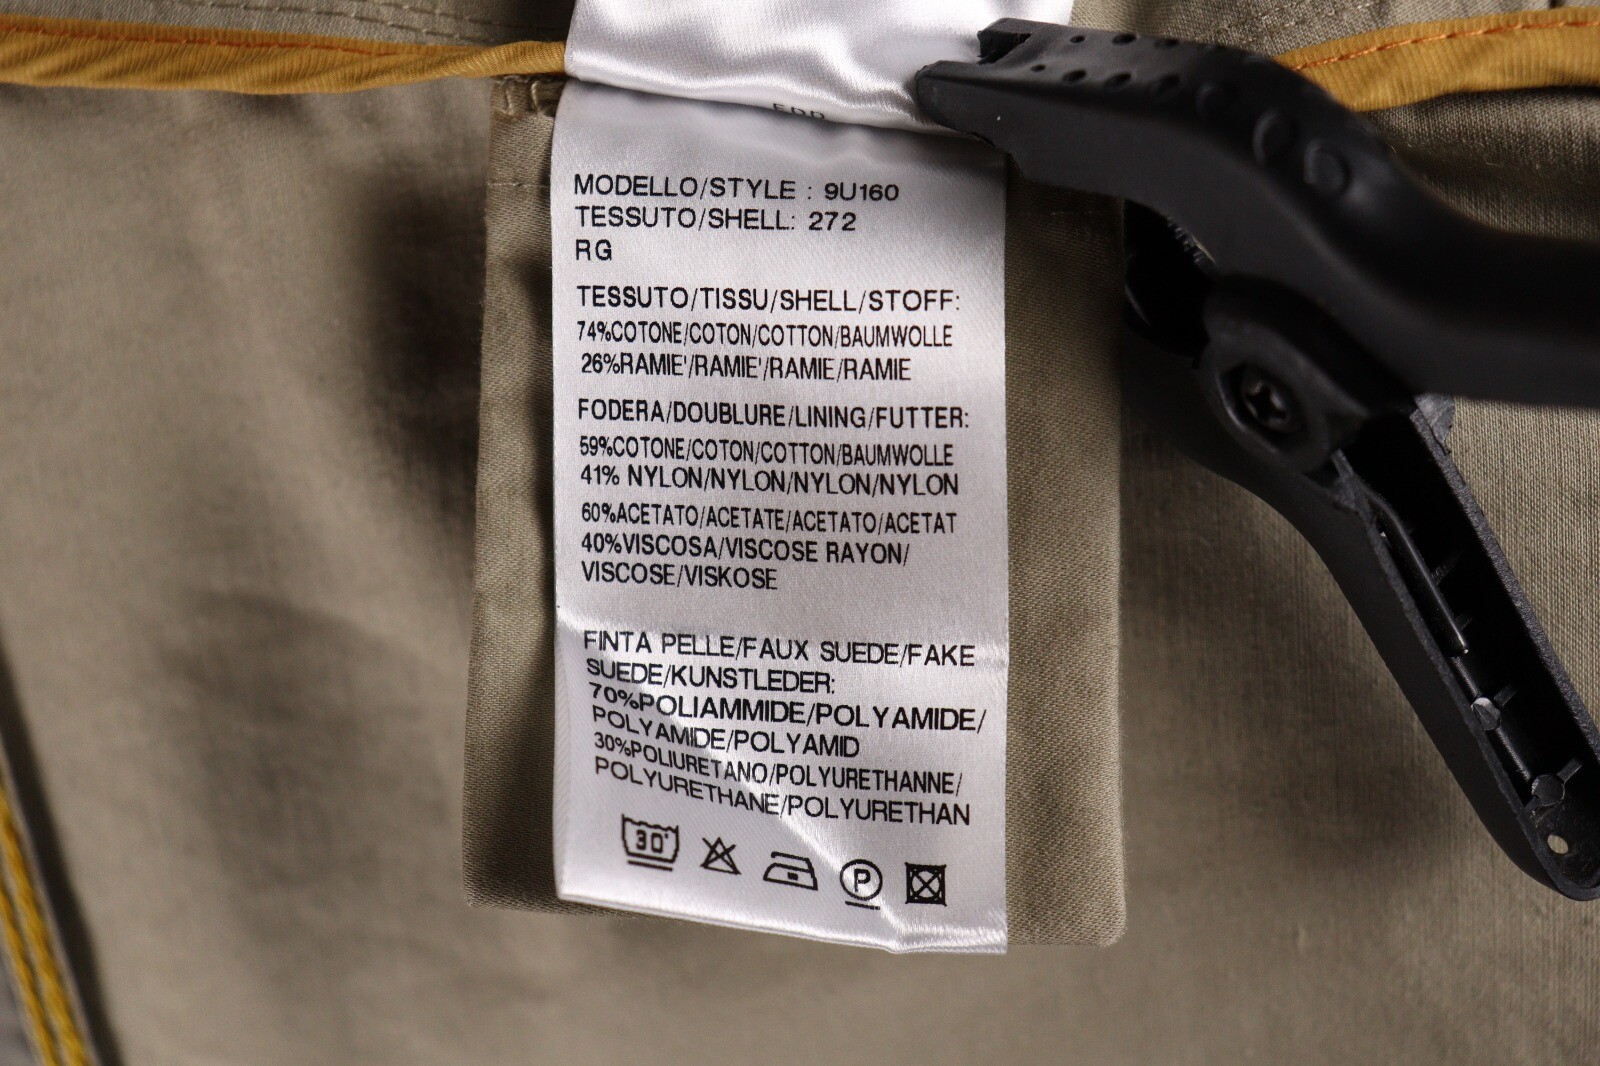 MODELLO/STYLE : 9U160
TESSUTO/SHELL: 272
RG
TESSUTO/TISSU/SHELL/STOFF:
74%COTONE/COTON/COTTON/BAUMWOLLE
26%RAMIE'/RAMIE'/RAMIE/RAMIE
FODERA/DOUBLURE/LINING/FUTTER:
59%COTONE/COTON/COTTON/BAUMWOLLE
41% NYLON/NYLON/NYLON/NYLON
60%ACETATO/ACETATE/ACETATO/ACETAT
40%VISCOSA/VISCOSE RAYON/
VISCOSE/VISKOSE
FINTA PELLE/FAUX SUEDE/FAKE
SUEDE/KUNSTLEDER:
70%POLIAMMIDE/POLYAMIDE/
POLYAMIDE/POLYAMID
30%POLIURETANO/POLYURETHANNE/
POLYURETHANE/POLYURETHAN
30° P